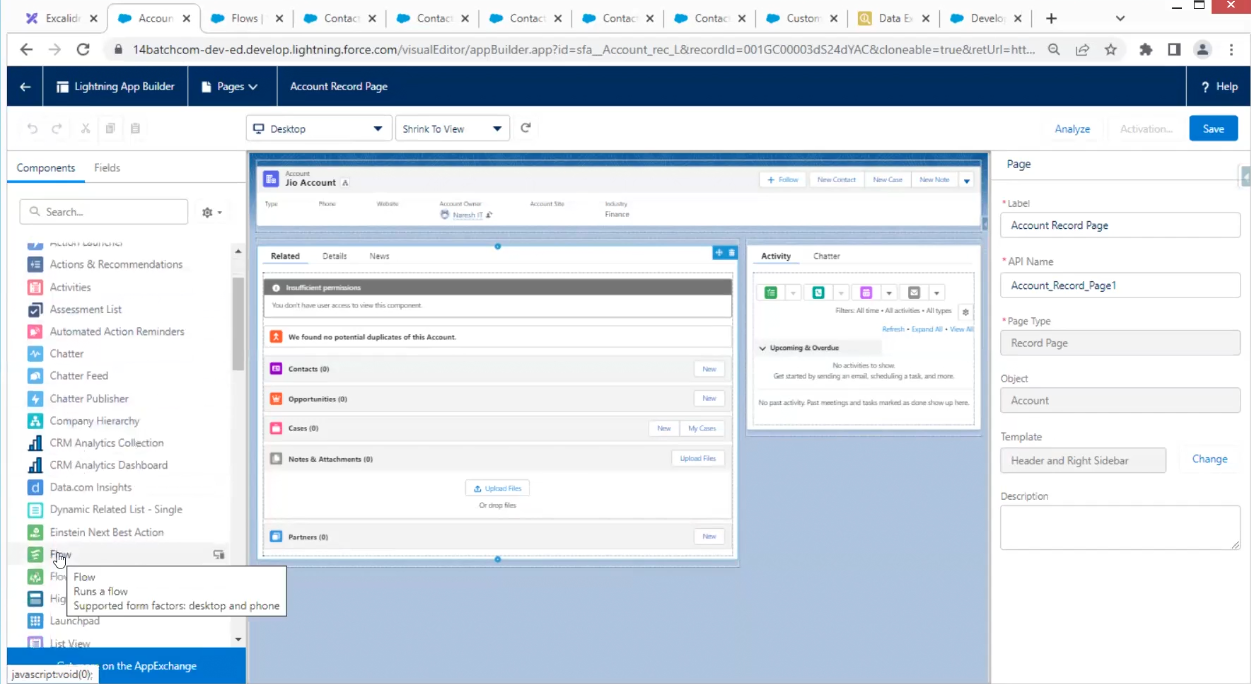 Excalid
Accoun
Flows |
Contac
Contac
Contac
Contac
Contac
Custom
Data Ex
Develo
14batchcom-dev-ed.develop.lightning.force.com/visualEditor/appBuilder.app?id=sfa__Account_rec_L&recordId=001GC00003dS24dYAC&cloneable=true&retUrl=htt...
Lightning App Builder
Pages
Account Record Page
? Help
Desktop
Shrink To View
Analyze
Activation...
Save
Components
Fields
Search...
Action Launcher
Actions & Recommendations
Activities
Assessment List
Automated Action Reminders
Chatter
Chatter Feed
Chatter Publisher
Company Hierarchy
CRM Analytics Collection
CRM Analytics Dashboard
Data.com Insights
Dynamic Related List - Single
Einstein Next Best Action
Flow
Flow
Runs a flow
Supported form factors: desktop and phone
Launchpad
List View
on the AppExchange
javascript:void(0);
Account
Jio Account
Follow
New Contact
New Case
New Note
Type
Phone
Website
Account Owner
Account Site
Industry
Naresh IT
Finance
Related
Details
News
Insufficient permissions
You don't have user access to view this component.
We found no potential duplicates of this Account.
Contacts (0)
New
Opportunities (0)
New
Cases (0)
New
My Cases
Notes & Attachments (0)
Upload Files
Upload Files
Or drop files
Partners (0)
New
Activity
Chatter
Filters: All time • All activities • All types
Refresh • Expand All • View All
Upcoming & Overdue
No activities to show.
Get started by sending an email, scheduling a task, and more.
No past activity. Past meetings and tasks marked as done show up here.
Page
*Label
Account Record Page
*API Name
Account_Record_Page1
*Page Type
Record Page
Object
Account
Template
Header and Right Sidebar
Change
Description